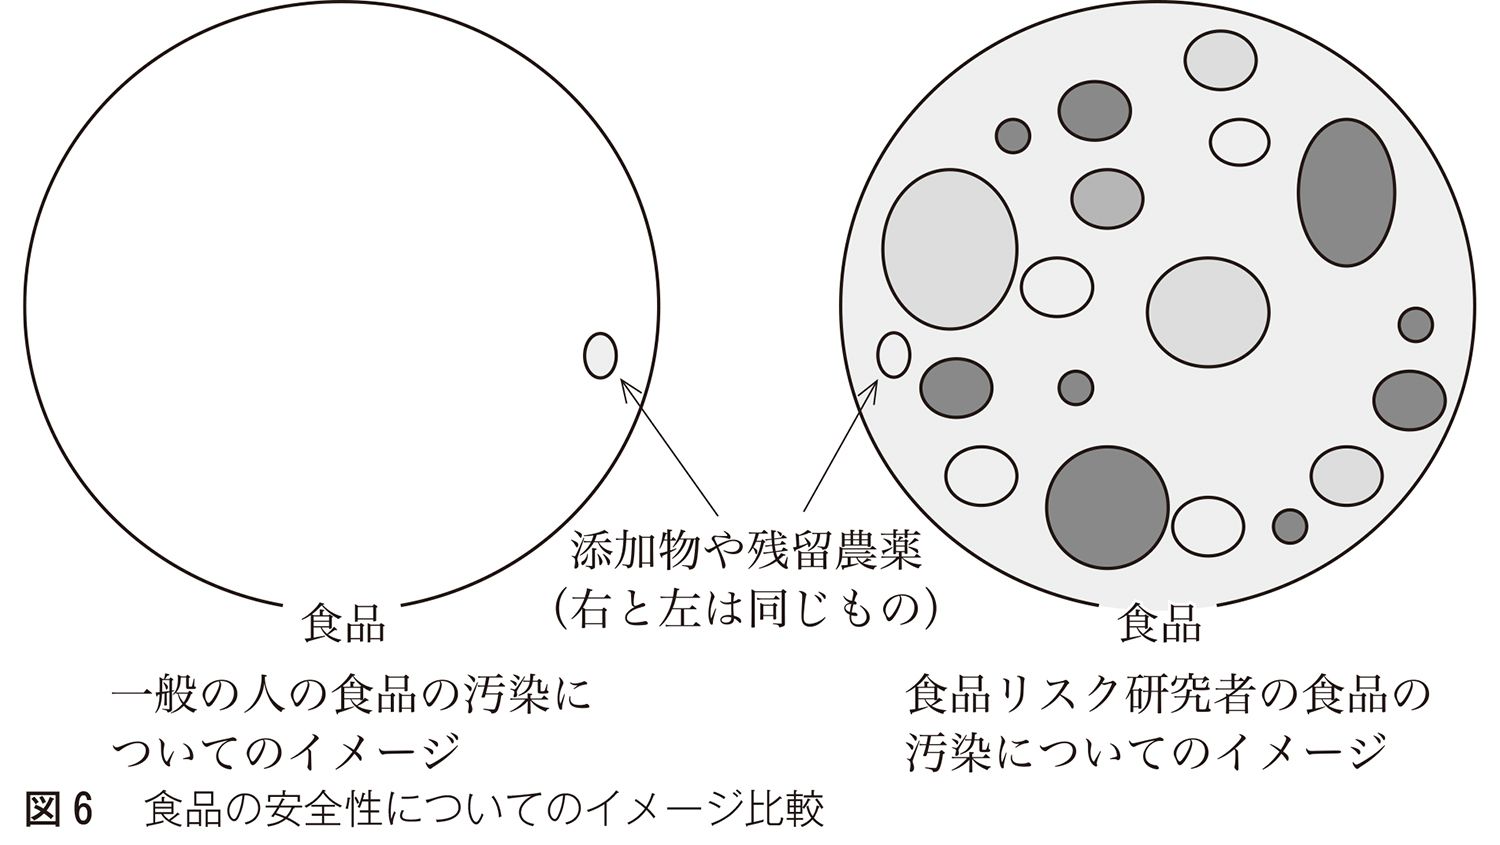 添加物や残留農薬
(右と左は同じもの)
食品
一般の人の食品の汚染に
ついてのイメージ
食品
食品リスク研究者の食品の
汚染についてのイメージ
図6 食品の安全性についてのイメージ比較